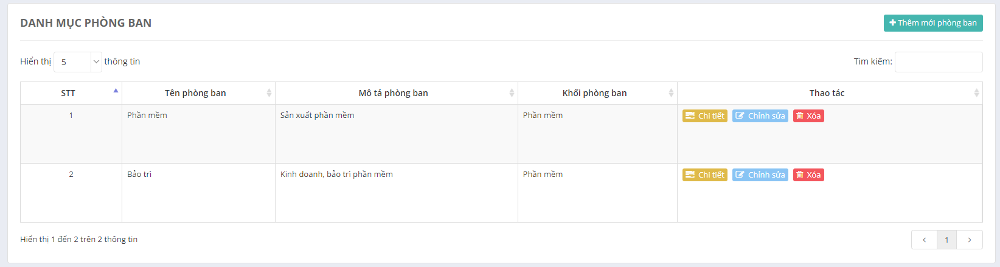 DANH MỤC PHÒNG BAN
Thêm mới phòng ban
Hiển thị 5 thông tin
Tìm kiếm:
STT Tên phòng ban Mô tả phòng ban Khối phòng ban Thao tác
1 Phần mềm Sản xuất phần mềm Phần mềm Chi tiết Chỉnh sửa Xóa
2 Bảo trì Kinh doanh, bảo trì phần mềm Phần mềm Chi tiết Chỉnh sửa Xóa
Hiển thị 1 đến 2 trên 2 thông tin
1